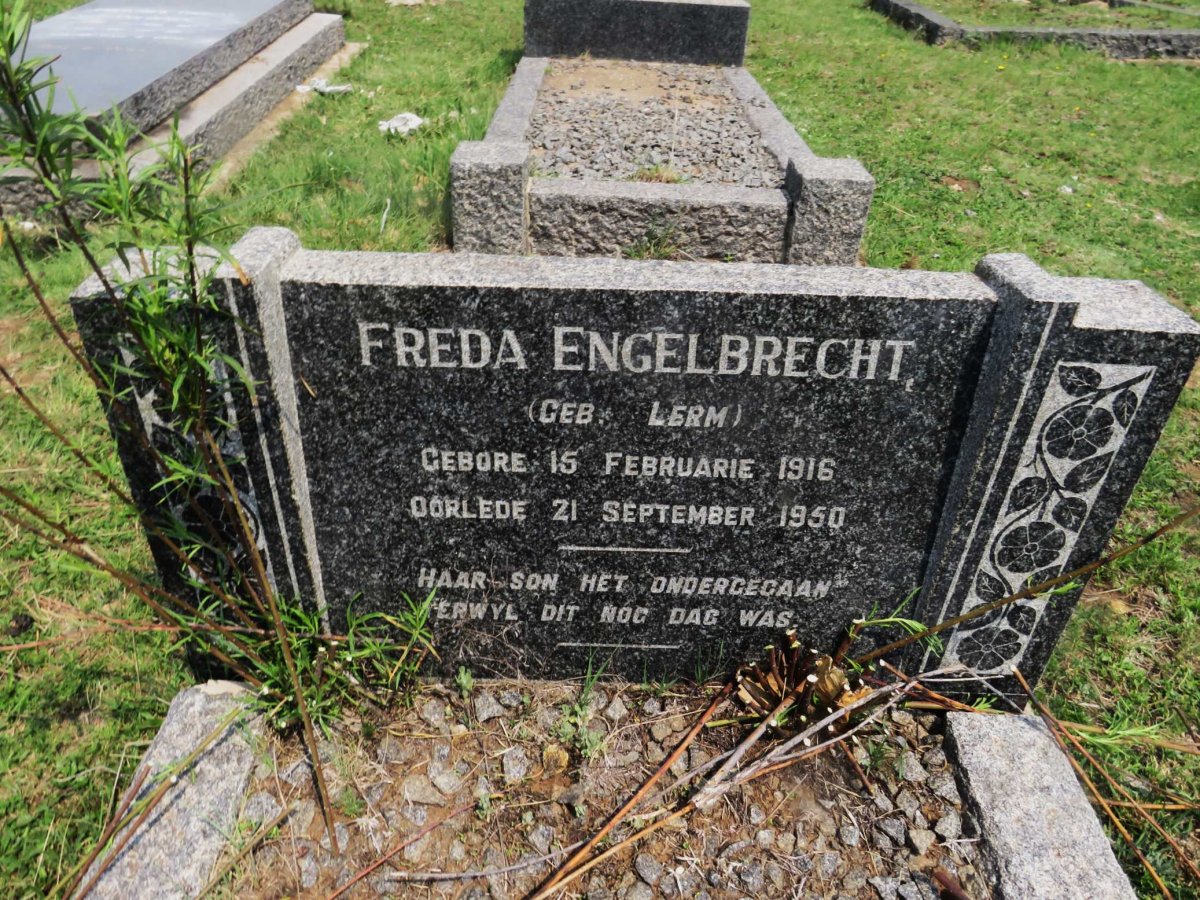 FREDA ENGELBRECHT,
(GEB. LERM)
GEBORE 15 FEBRUARIE 1916
OORLEDE 21 SEPTEMBER 1950
HAAR SON HET ONDERGEGAAN
TERWYL DIT NOG DAG WAS.